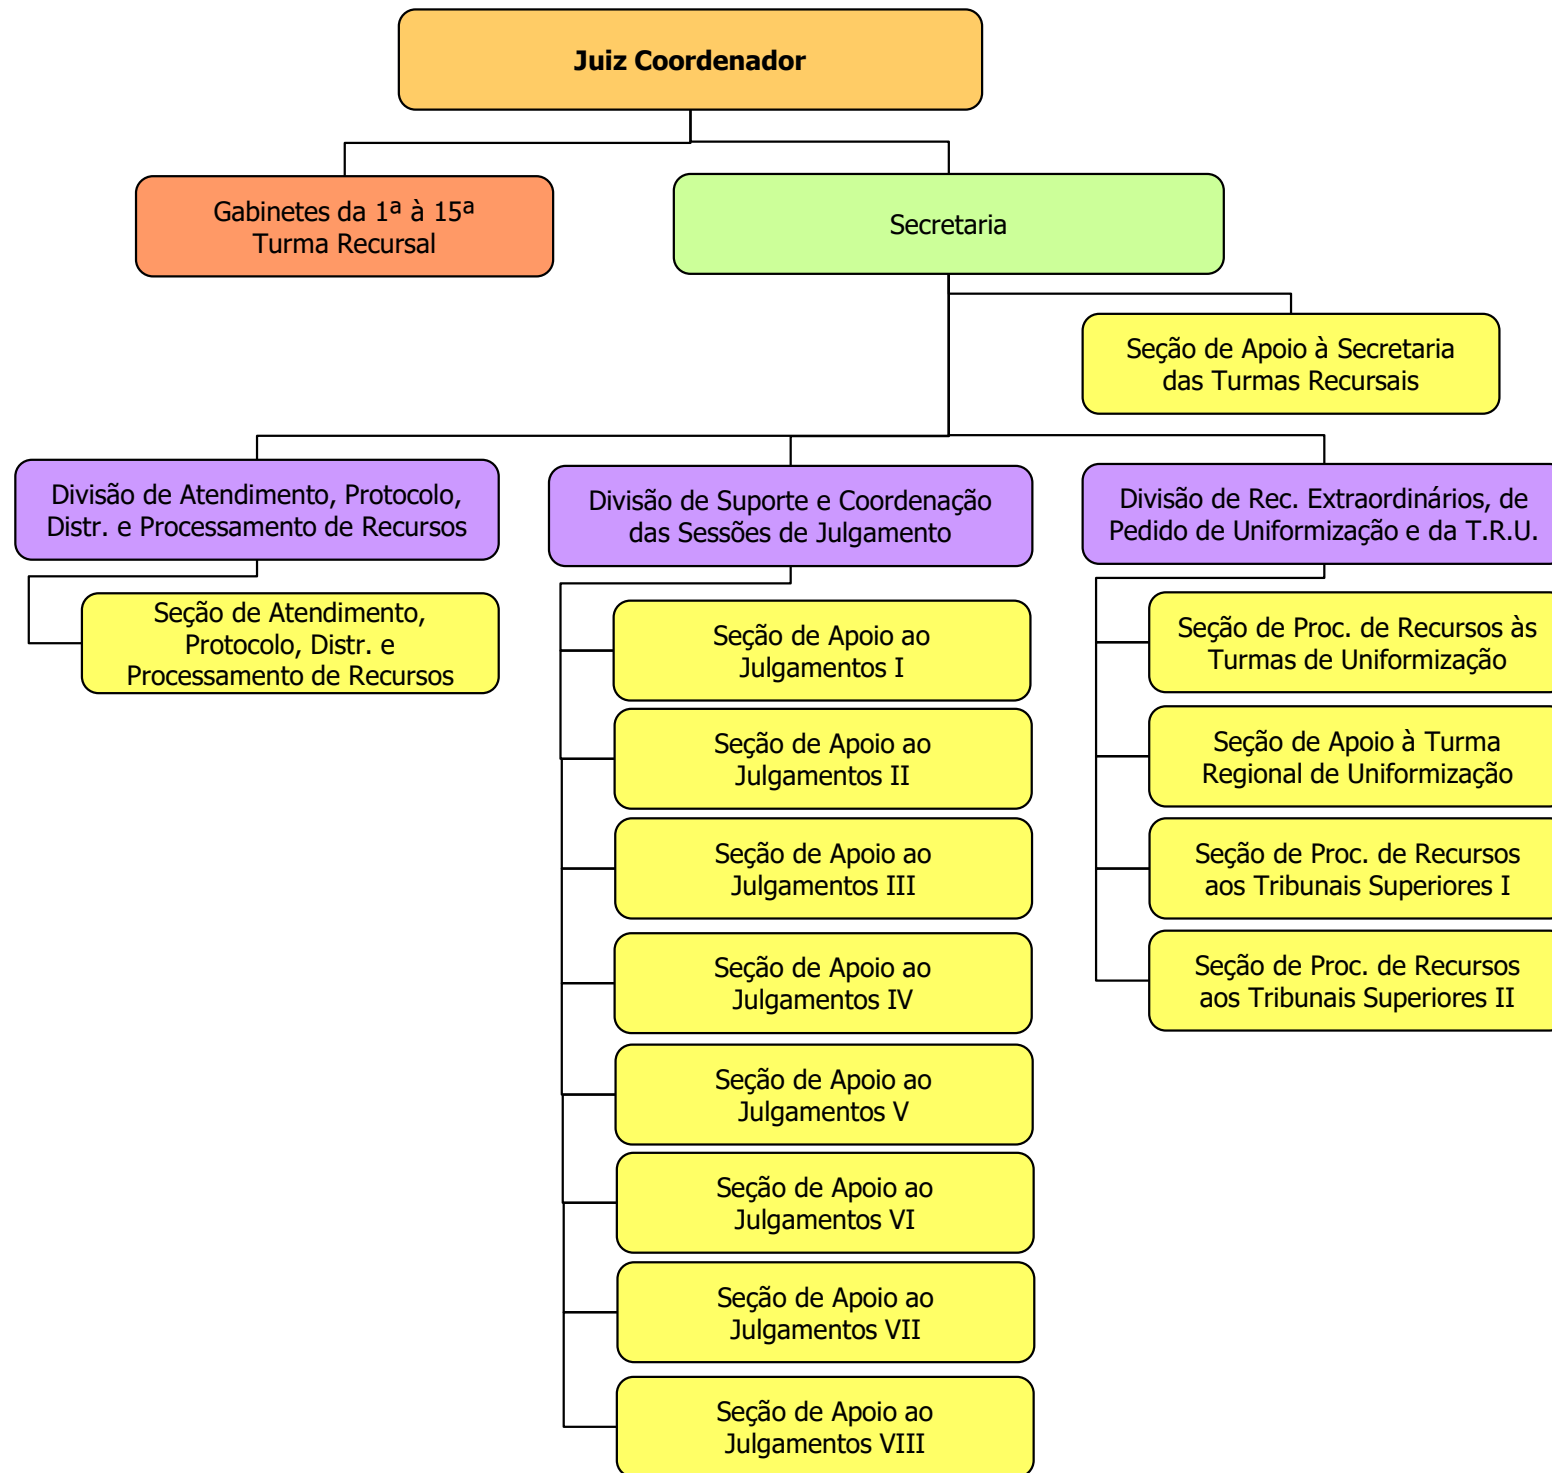 Juiz Coordenador
Gabinetes da 1ª à 15ª
Turma Recursal
Secretaria
Seção de Apoio à Secretaria
das Turmas Recursais
Divisão de Atendimento, Protocolo,
Distr. e Processamento de Recursos
Divisão de Suporte e Coordenação
das Sessões de Julgamento
Divisão de Rec. Extraordinários, de
Pedido de Uniformização e da T.R.U.
Seção de Atendimento,
Protocolo, Distr. e
Processamento de Recursos
Seção de Apoio ao
Julgamentos I
Seção de Apoio ao
Julgamentos II
Seção de Apoio ao
Julgamentos III
Seção de Apoio ao
Julgamentos IV
Seção de Apoio ao
Julgamentos V
Seção de Apoio ao
Julgamentos VI
Seção de Apoio ao
Julgamentos VII
Seção de Apoio ao
Julgamentos VIII
Seção de Proc. de Recursos às
Turmas de Uniformização
Seção de Apoio à Turma
Regional de Uniformização
Seção de Proc. de Recursos
aos Tribunais Superiores I
Seção de Proc. de Recursos
aos Tribunais Superiores II